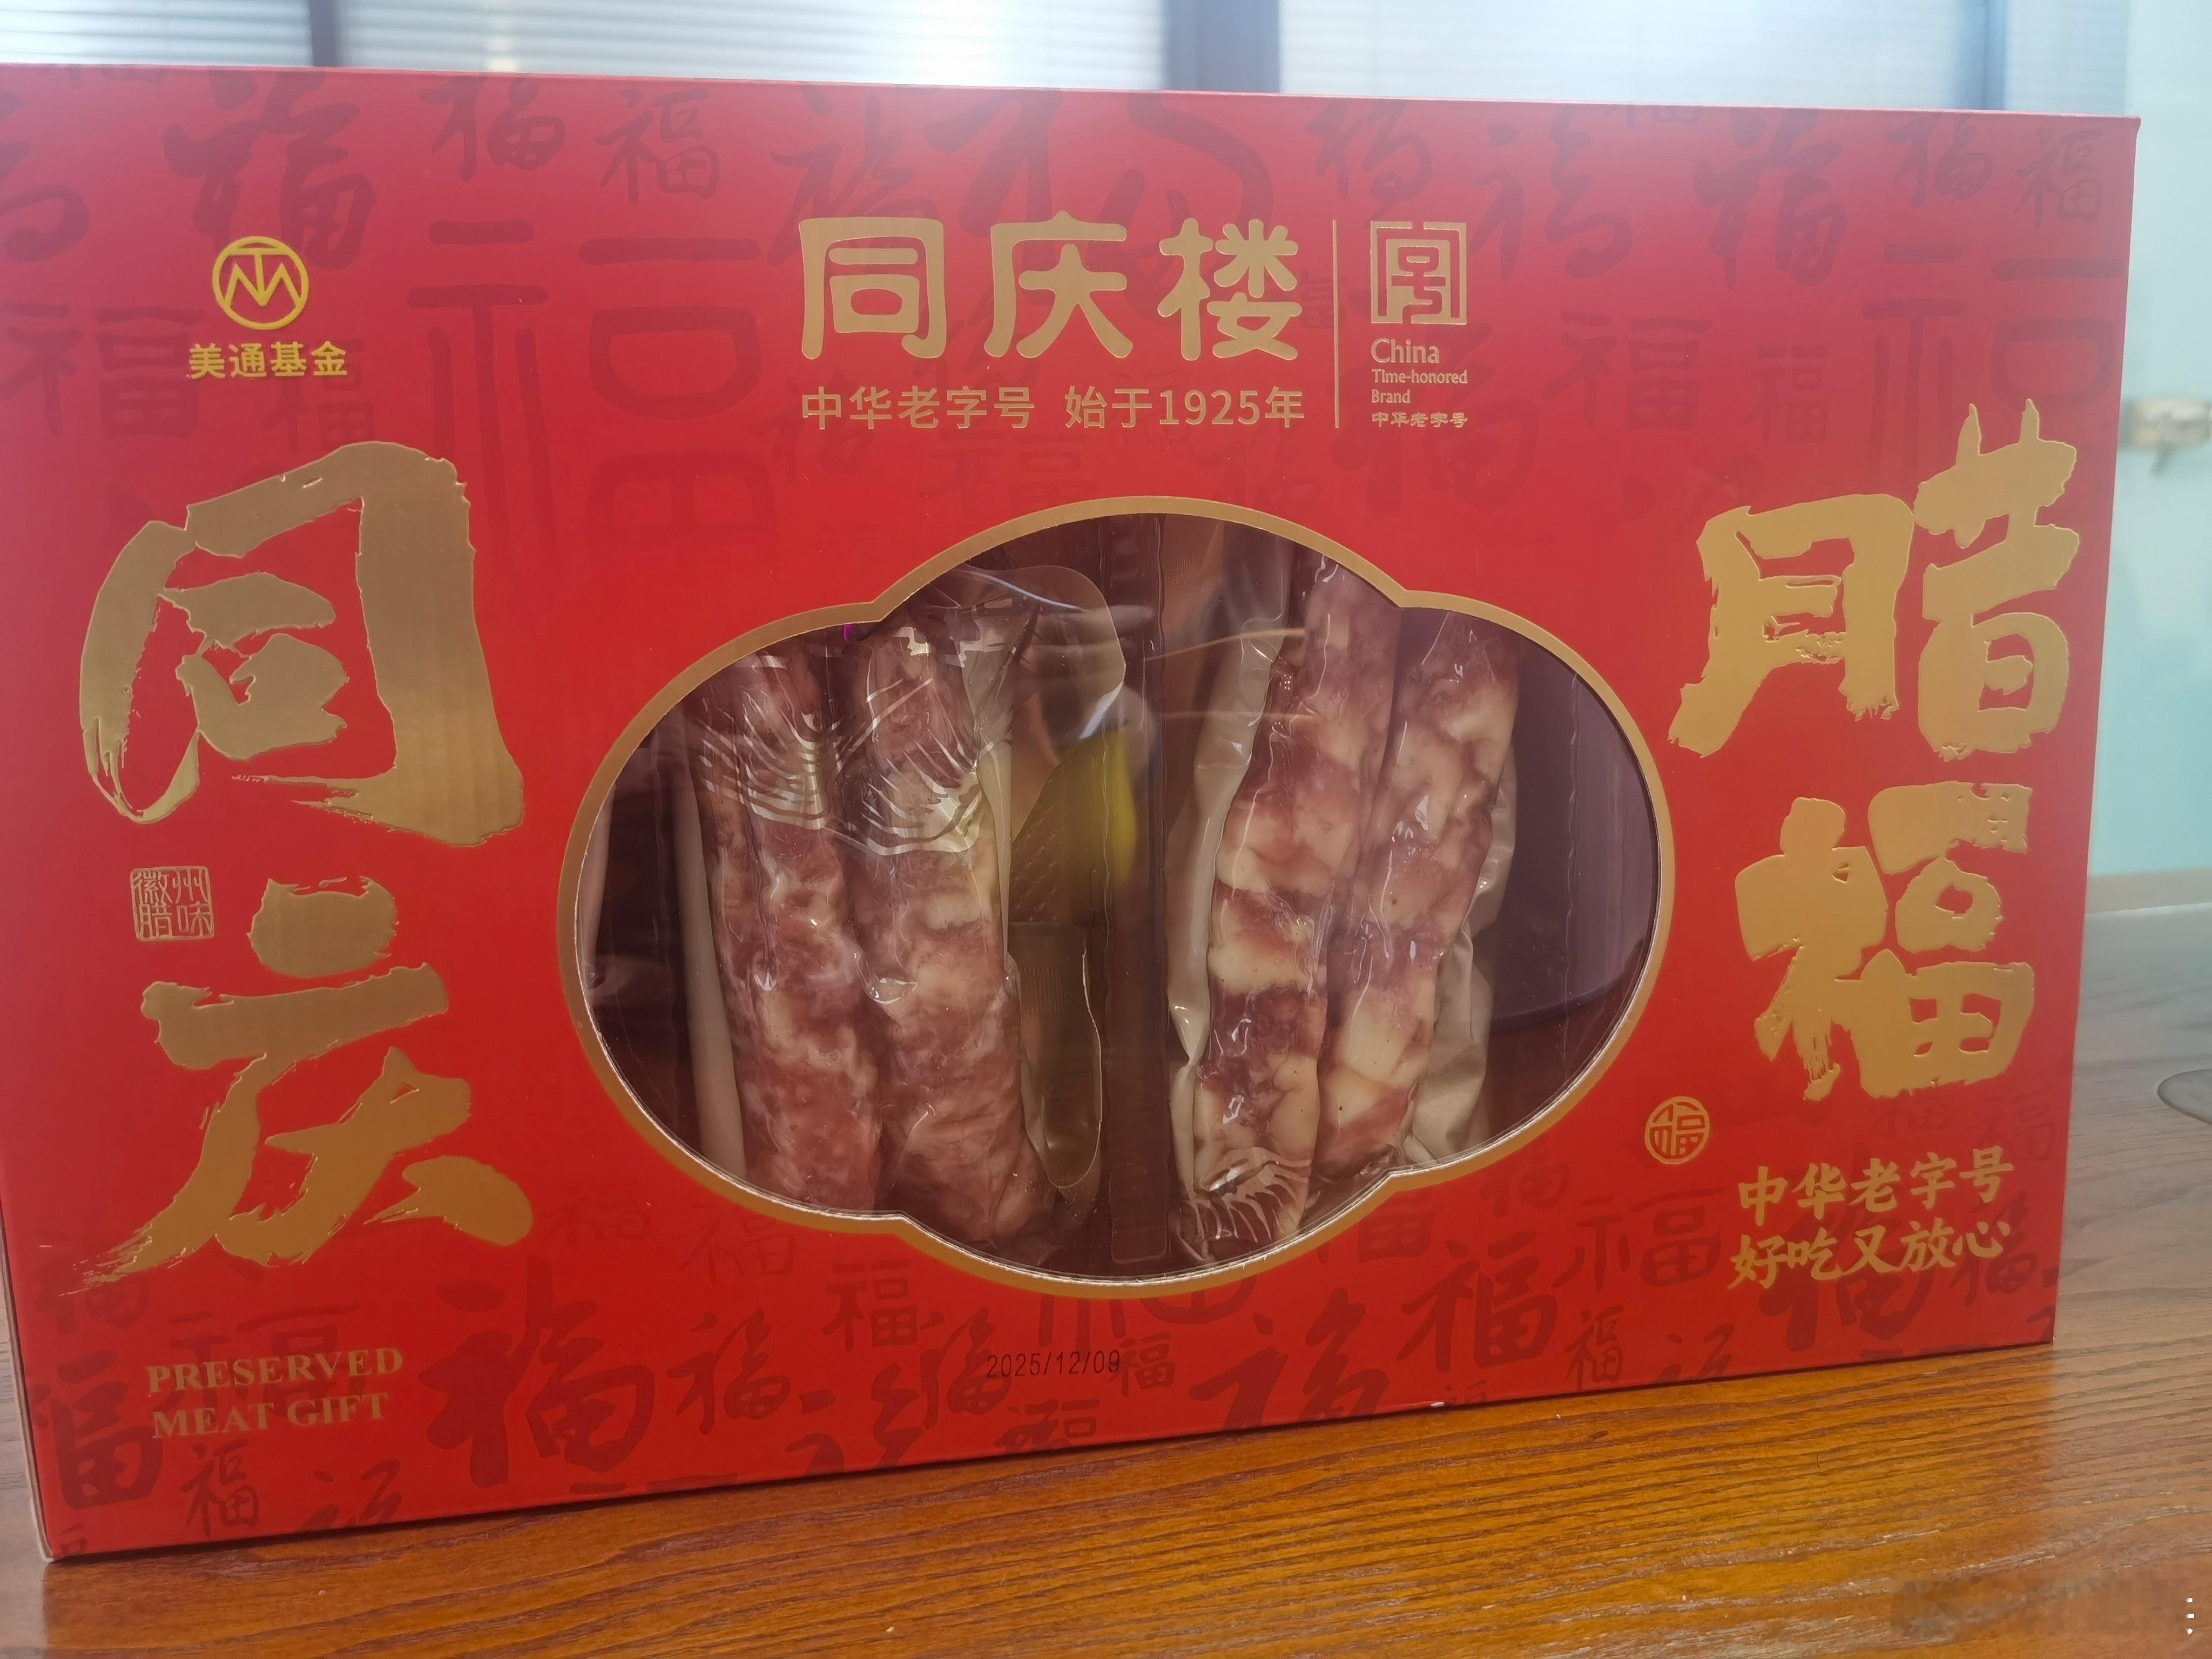 美通基金
同庆楼
中华老字号 始于1925年
China
Time-honored
Brand
中华老字号
同庆
徽州腊味
腊福
福
中华老字号
好吃又放心
PRESERVED
MEAT GIFT
2025/12/09